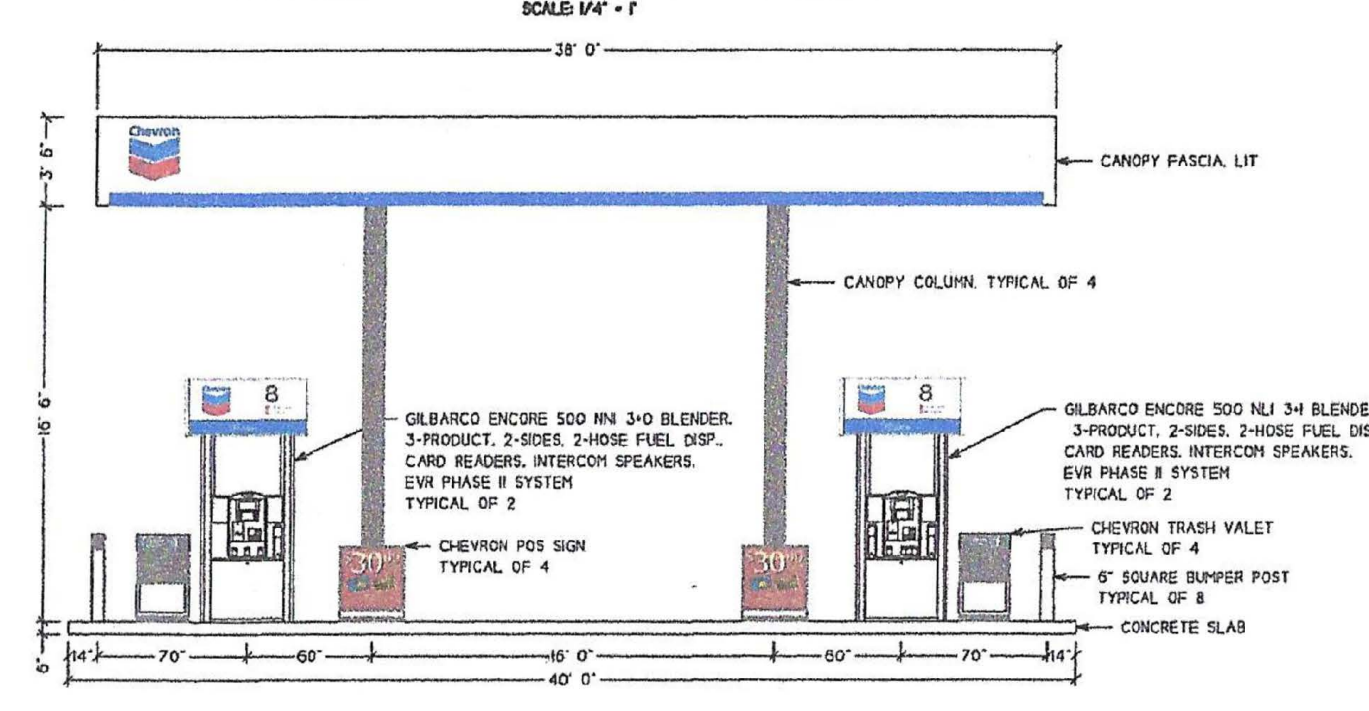 SCALE: 1/4" = 1'
38' 0"
Chevron
3' 6"
CANOPY FASCIA, LIT
CANOPY COLUMN, TYPICAL OF 4
16' 6"
8
8
GILBARCO ENCORE 500 NN1 3+0 BLENDER,
3-PRODUCT, 2-SIDES, 2-HOSE FUEL DISP.,
CARD READERS, INTERCOM SPEAKERS,
EVR PHASE II SYSTEM
TYPICAL OF 2
GILBARCO ENCORE 500 NL1 3+1 BLENDE
3-PRODUCT, 2-SIDES, 2-HOSE FUEL DIS
CARD READERS, INTERCOM SPEAKERS,
EVR PHASE II SYSTEM
TYPICAL OF 2
CHEVRON POS SIGN
TYPICAL OF 4
30
30
CHEVRON TRASH VALET
TYPICAL OF 4
6" SQUARE BUMPER POST
TYPICAL OF 8
CONCRETE SLAB
6"
14" 70" 60" 16' 0" 60" 70" 14"
40' 0"